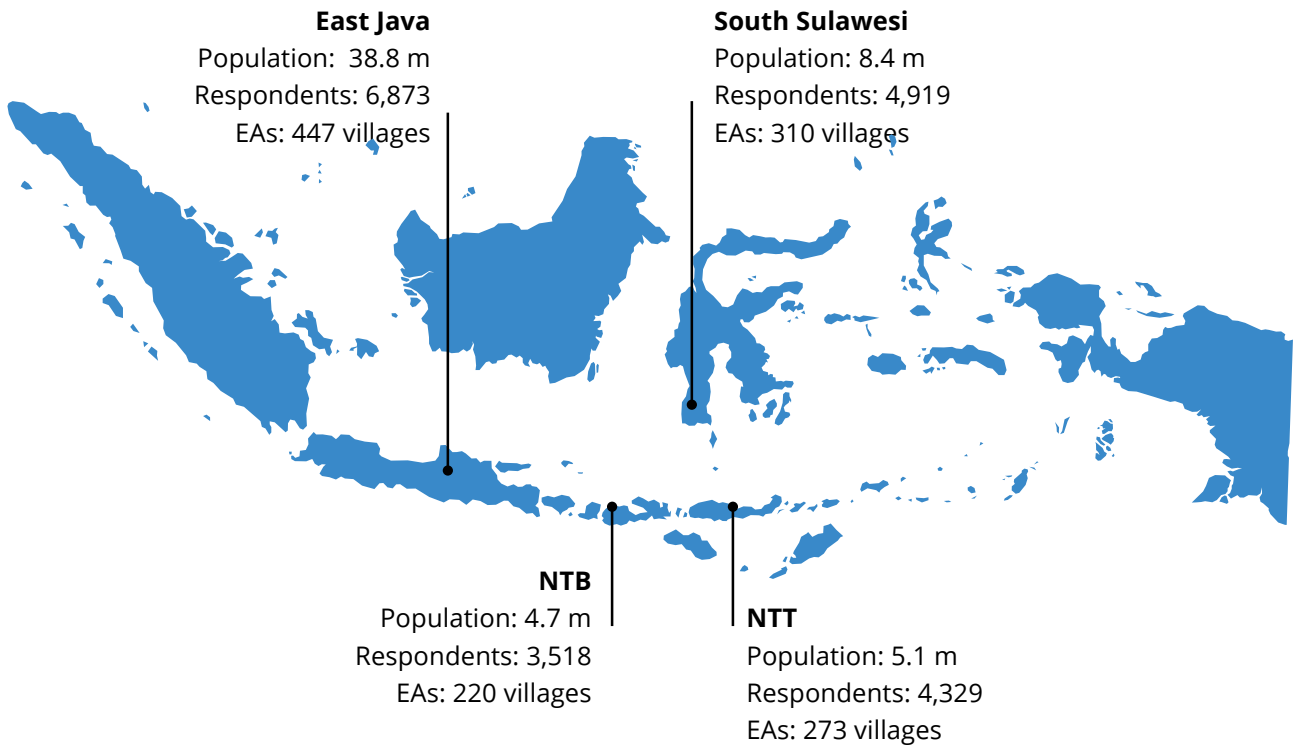 East Java
Population:  38.8 m
Respondents: 6,873
EAs: 447 villages
South Sulawesi
Population: 8.4 m
Respondents: 4,919
EAs: 310 villages
NTB
Population: 4.7 m
Respondents: 3,518
EAs: 220 villages
NTT
Population: 5.1 m
Respondents: 4,329
EAs: 273 villages